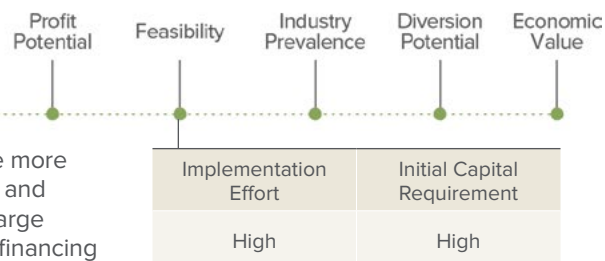 Profit Potential
Feasibility
Industry Prevalence
Diversion Potential
Economic Value
e more
and
arge
financing
Implementation Effort
Initial Capital Requirement
High
High